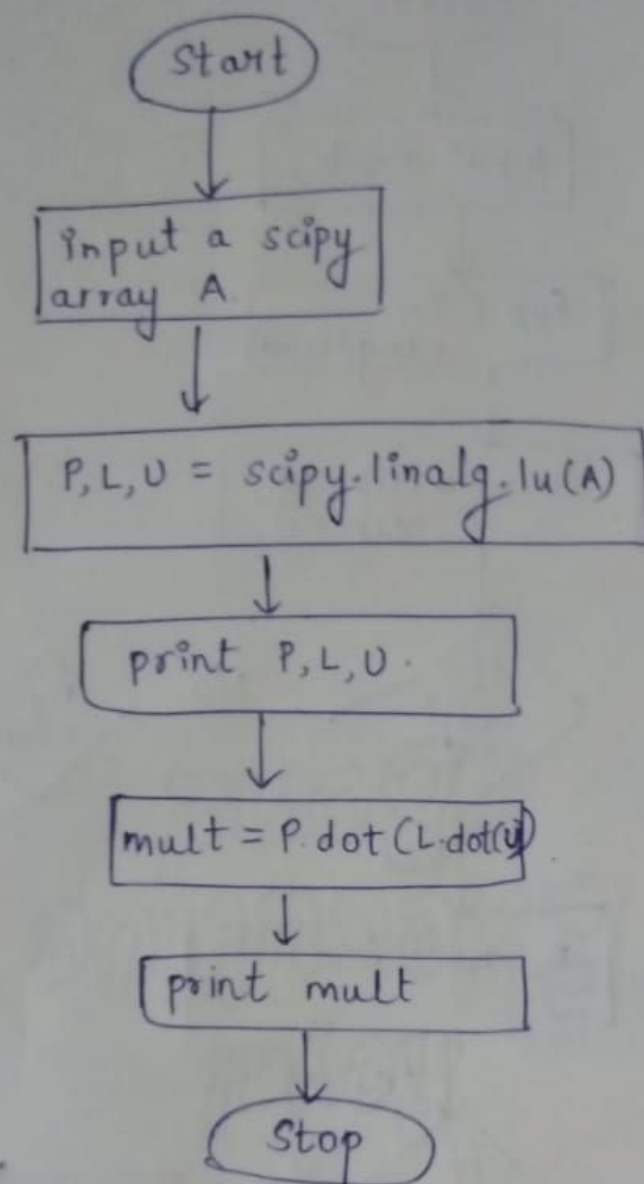 Start
input a scipy
array A.
P, L, U = scipy.linalg.lu(A)
print P, L, U.
mult = P.dot(L.dot(U)
print mult
Stop